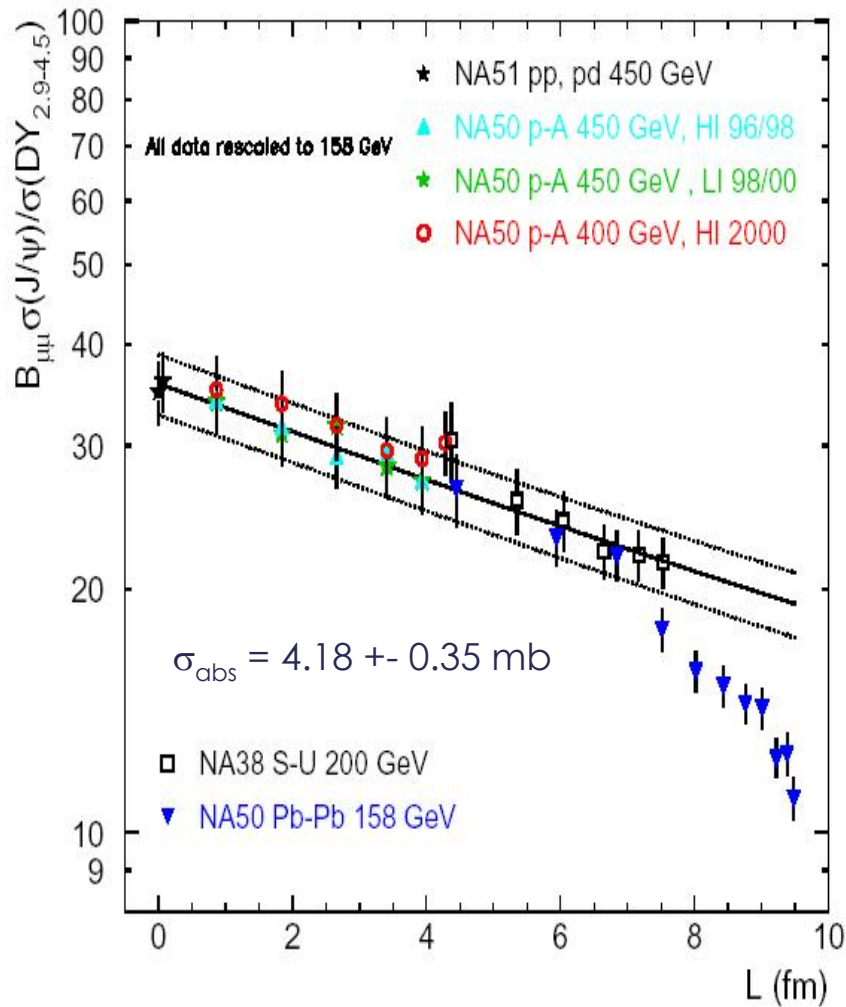 B_μμσ(J/ψ)/σ(DY_2.9-4.5)
100
90
80
70
60
50
40
30
20
10
9
★ NA51 pp, pd 450 GeV
▲ NA50 p-A 450 GeV, HI 96/98
★ NA50 p-A 450 GeV , LI 98/00
o NA50 p-A 400 GeV, HI 2000
All data rescaled to 158 GeV
σ_abs = 4.18 +- 0.35 mb
□ NA38 S-U 200 GeV
▼ NA50 Pb-Pb 158 GeV
0 2 4 6 8 10
L (fm)